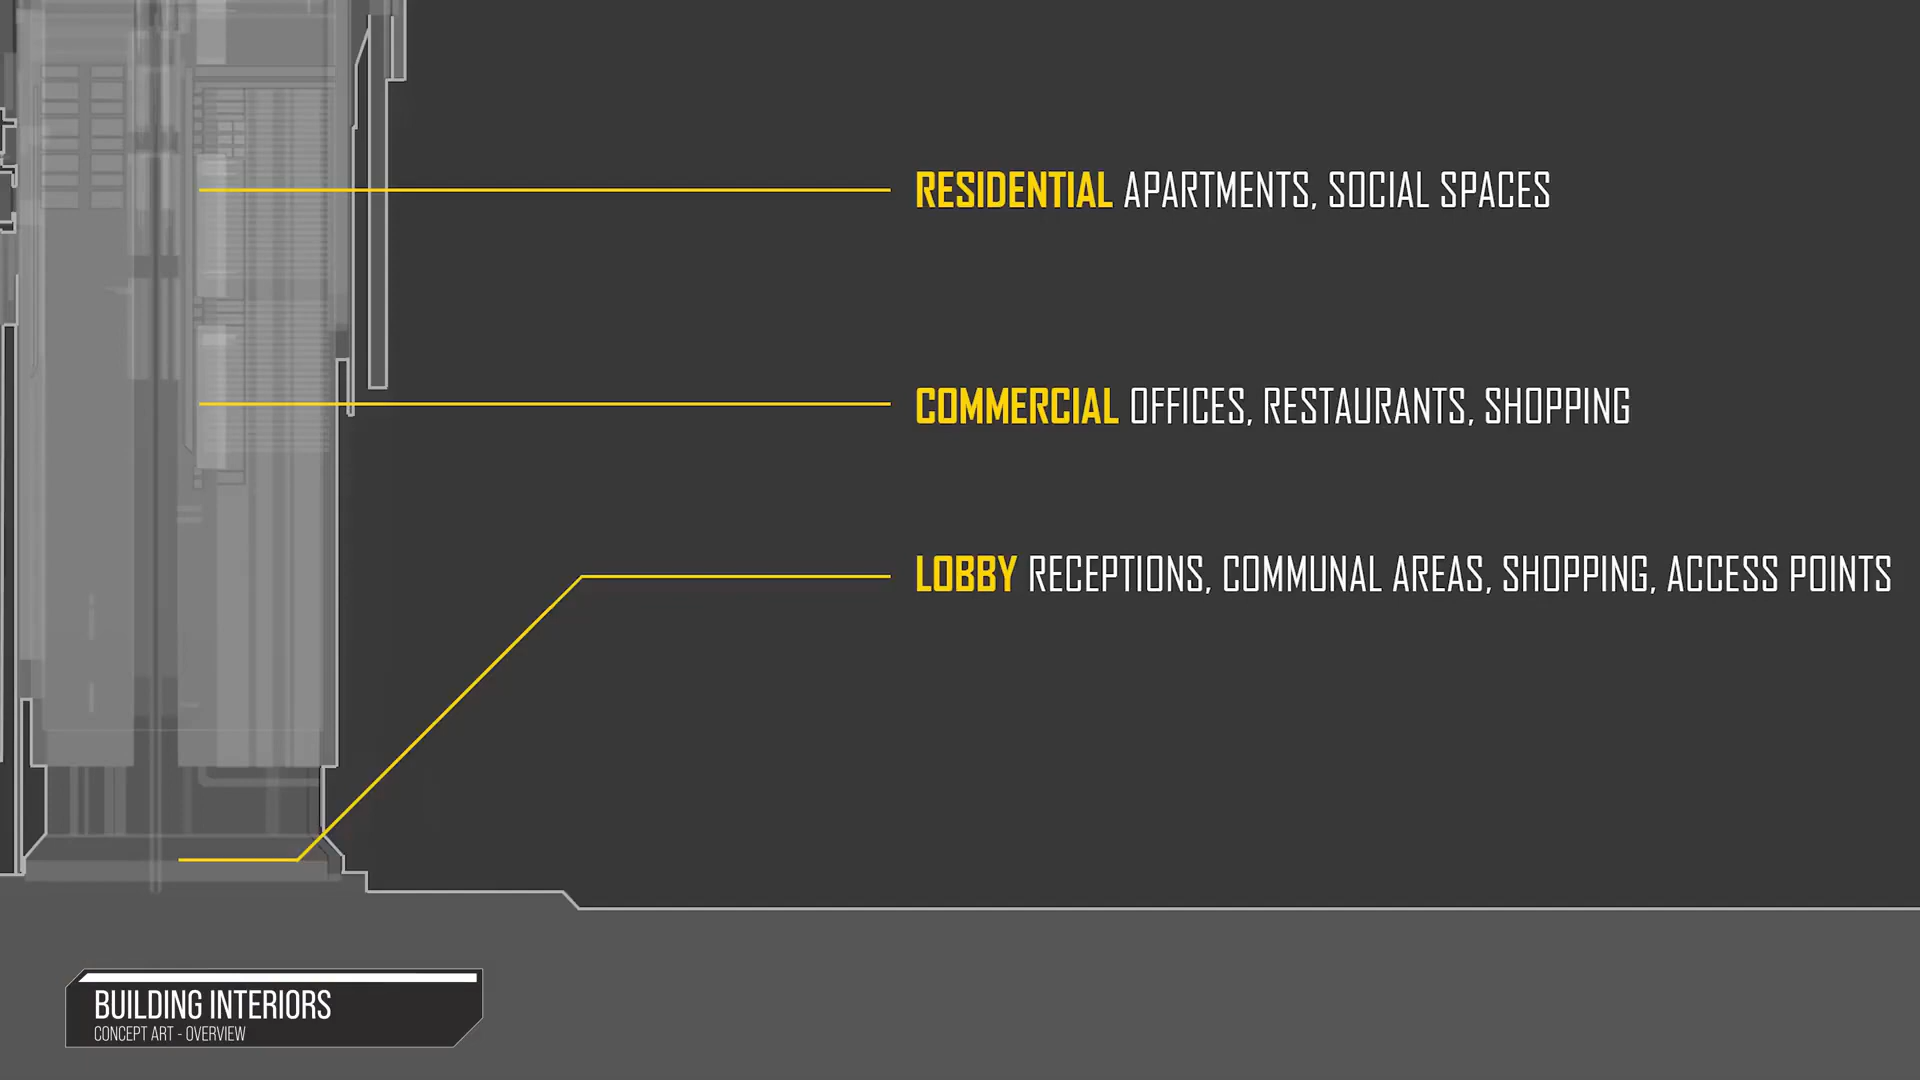 RESIDENTIAL APARTMENTS, SOCIAL SPACES
COMMERCIAL OFFICES, RESTAURANTS, SHOPPING
LOBBY RECEPTIONS, COMMUNAL AREAS, SHOPPING, ACCESS POINTS
BUILDING INTERIORS
CONCEPT ART - OVERVIEW